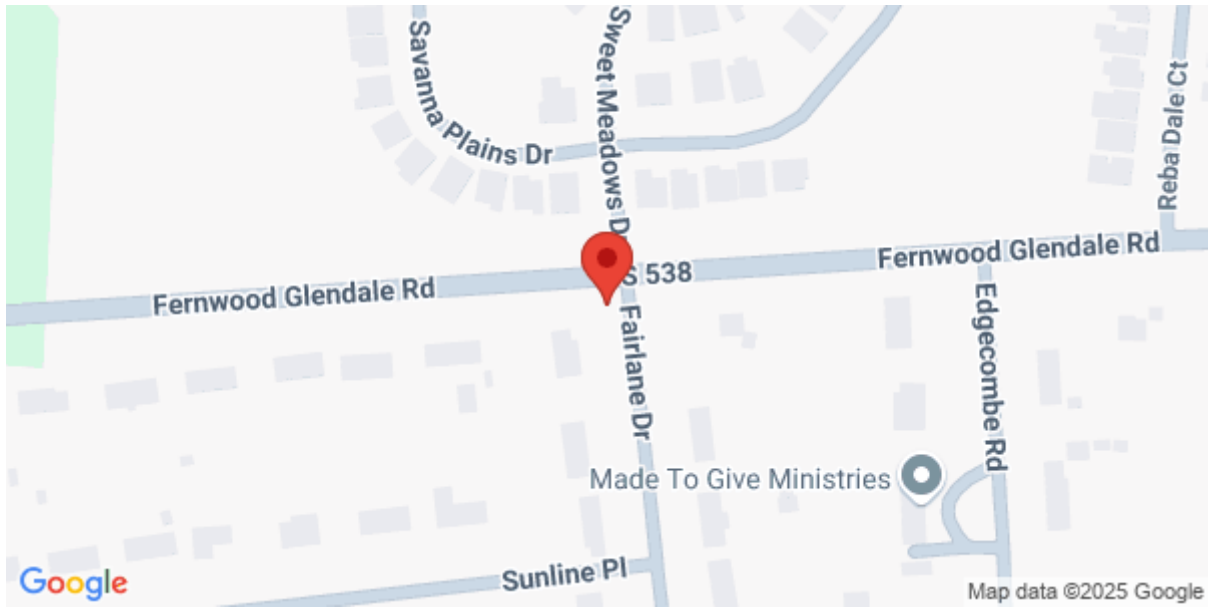 Savanna Plains Dr
Sweet Meadows Dr
Reba Dale Ct
Fernwood Glendale Rd
S 538
Fernwood Glendale Rd
Fairlane Dr
Edgecombe Rd
Made To Give Ministries
Sunline Pl
Google
Map data ©2025 Google